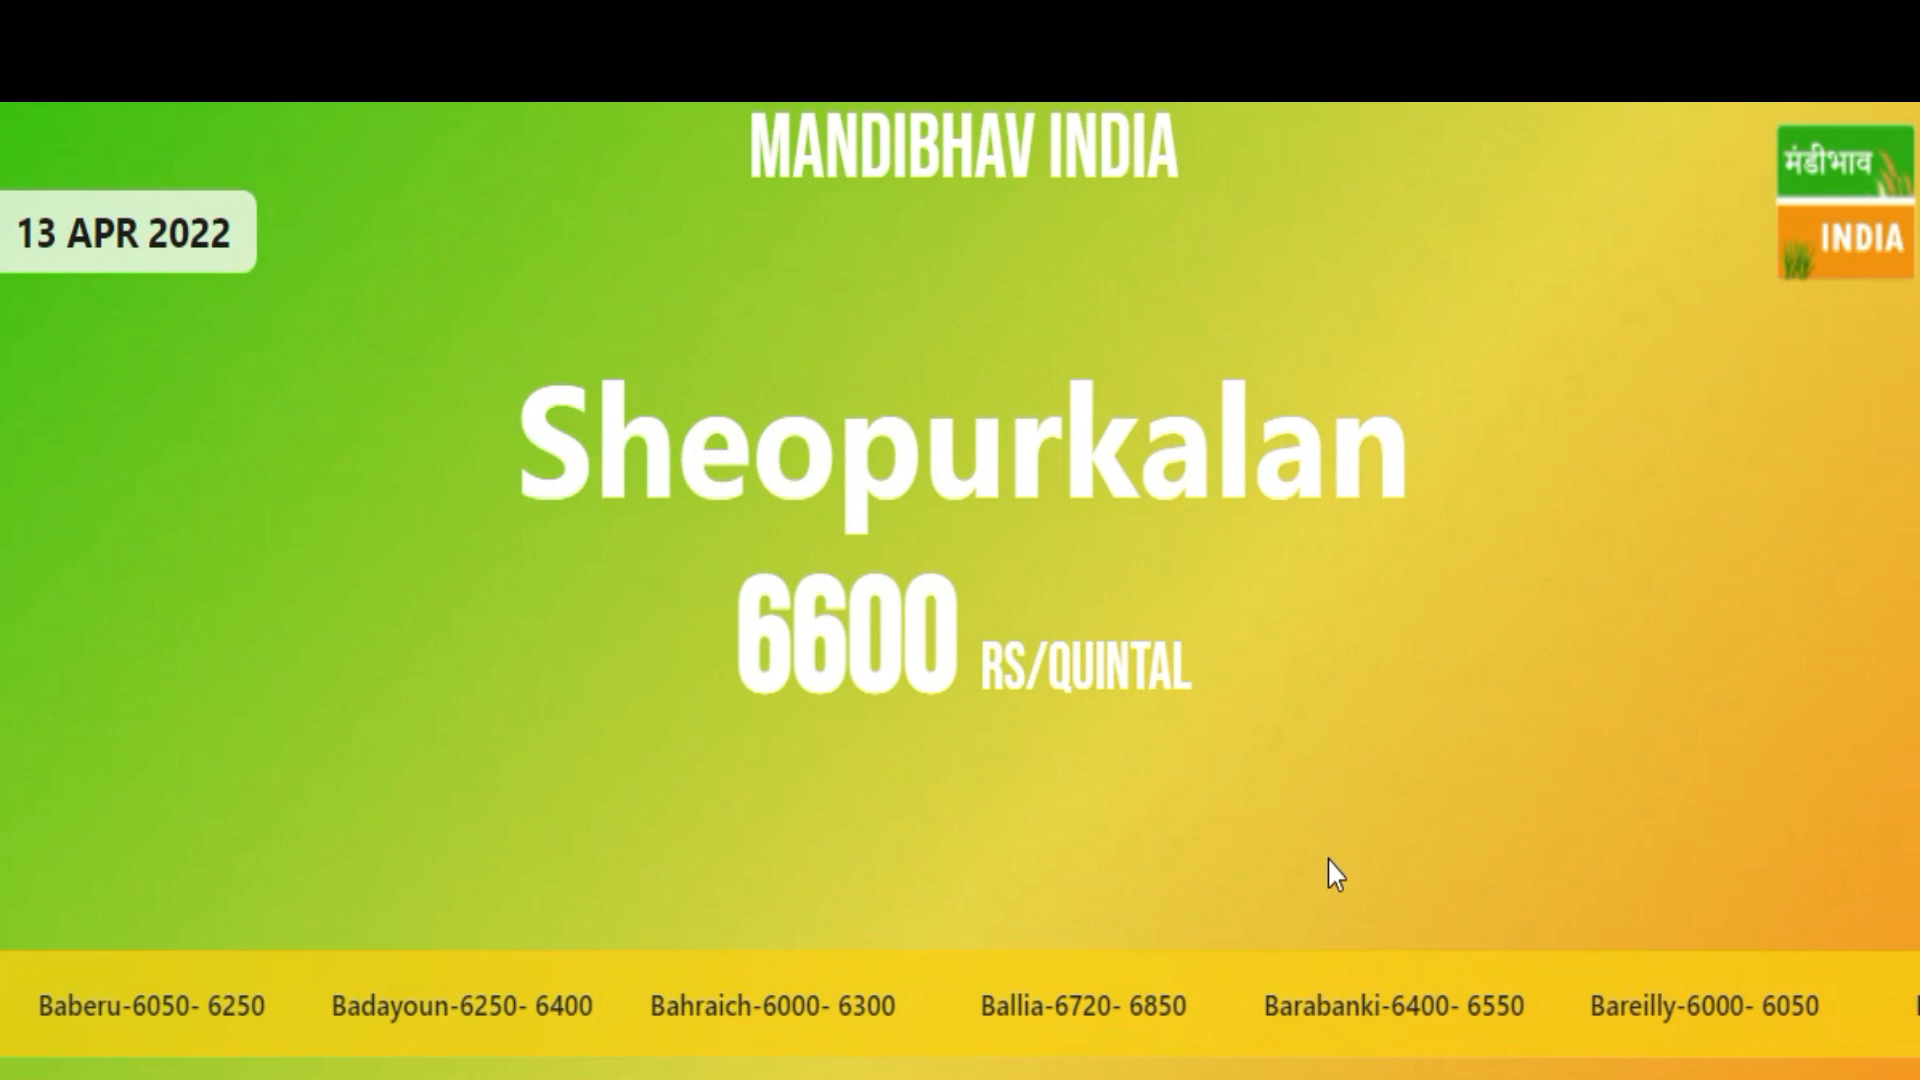 MANDIBHAV INDIA
मंडीभाव
INDIA
13 APR 2022
Sheopurkalan
6600 RS/QUINTAL
Baberu-6050- 6250 Badayoun-6250- 6400 Bahraich-6000- 6300 Ballia-6720- 6850 Barabanki-6400- 6550 Bareilly-6000- 6050